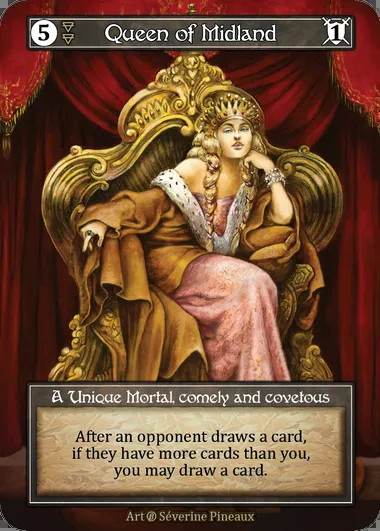 5 Queen of Midland 1
A Unique Mortal, comely and covetous
After an opponent draws a card,
if they have more cards than you,
you may draw a card.
Art @ Séverine Pineaux